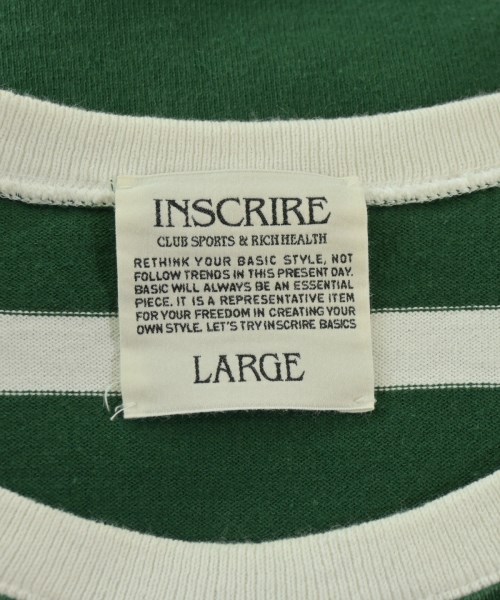 INSCRIRE
CLUB SPORTS & RICH HEALTH
RETHINK YOUR BASIC STYLE, NOT
FOLLOW TRENDS IN THIS PRESENT DAY.
BASIC WILL ALWAYS BE AN ESSENTIAL
PIECE. IT IS A REPRESENTATIVE ITEM
FOR YOUR FREEDOM IN CREATING YOUR
OWN STYLE. LET'S TRY INSCRIRE BASICS
LARGE